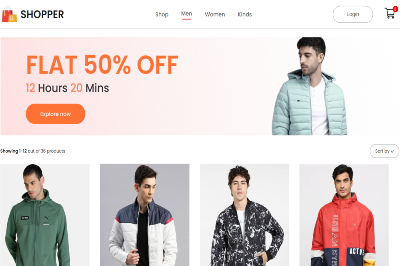 SHOPPER
Shop Men Women Kinds
Login
0
FLAT 50% OFF
12 Hours 20 Mins
Explore now
Showing 1-12 out of 36 products
Sort by